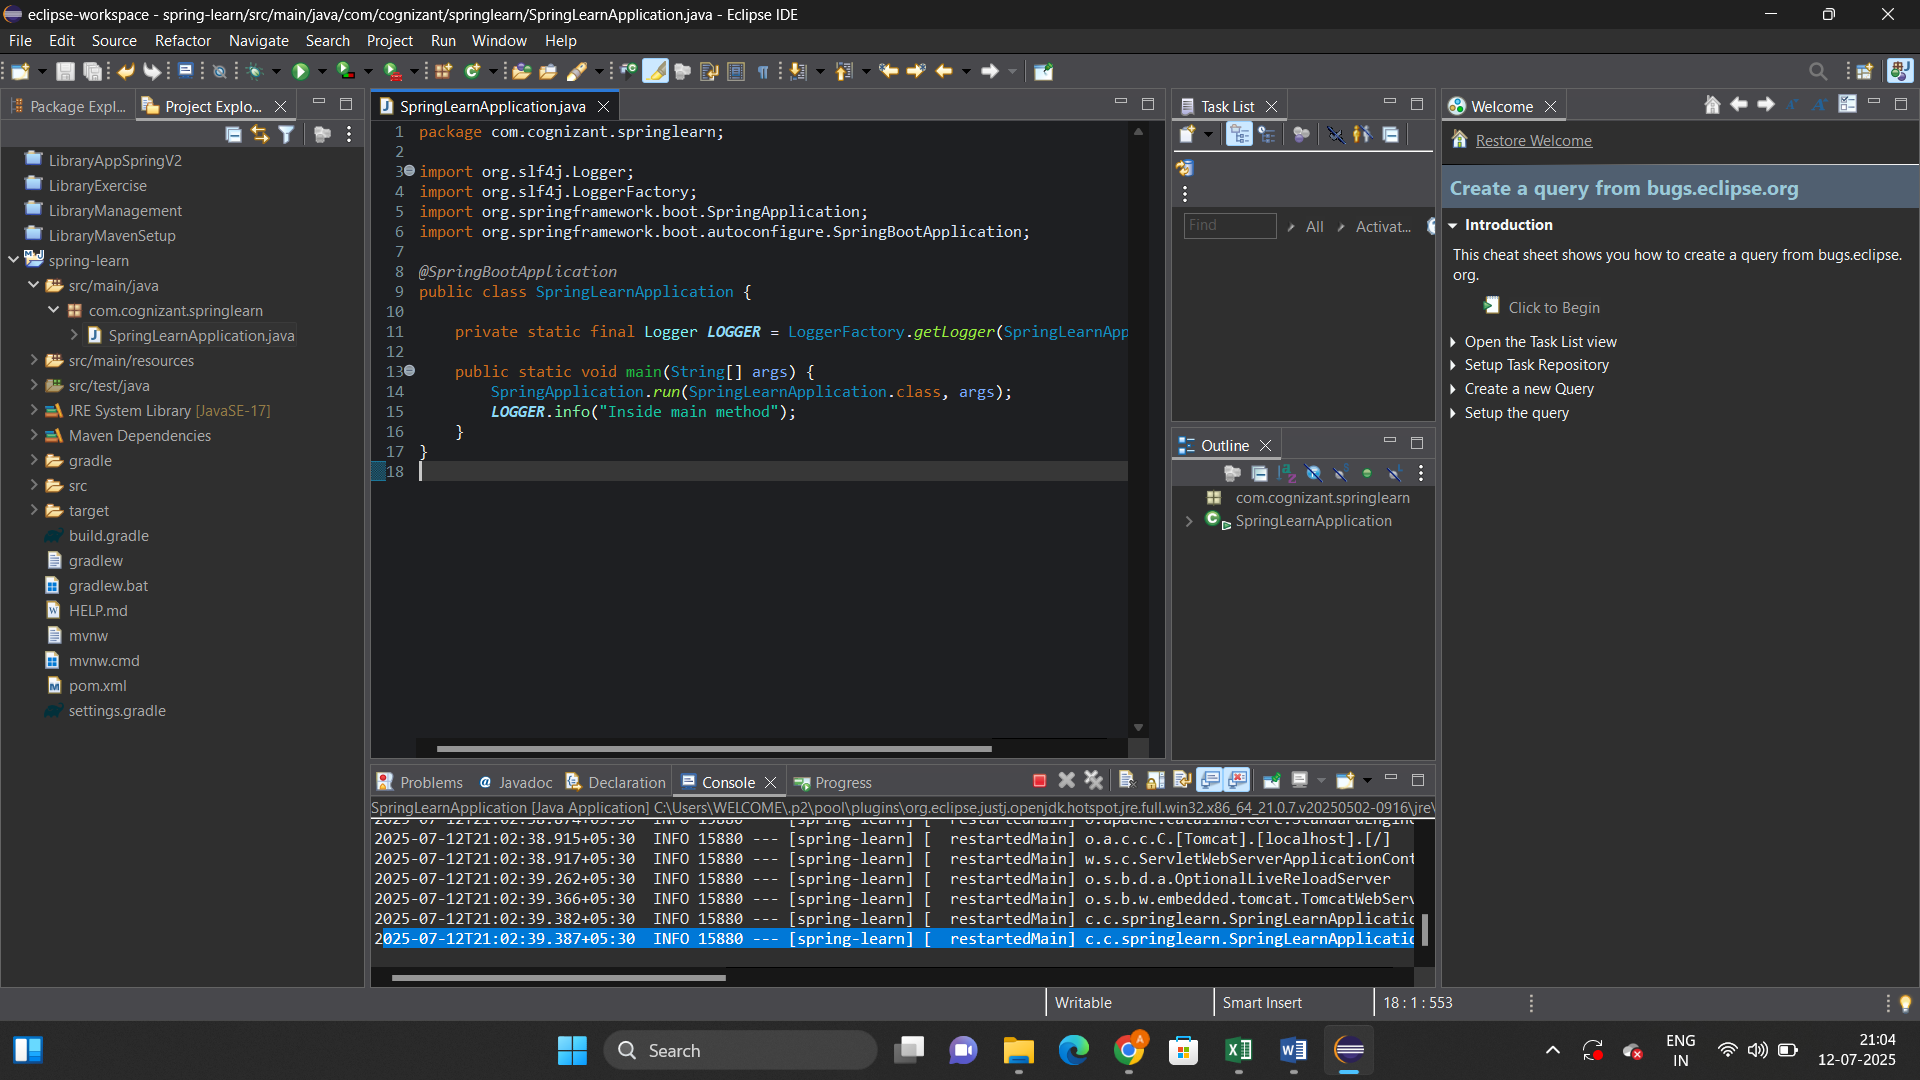 eclipse-workspace - spring-learn/src/main/java/com/cognizant/springlearn/SpringLearnApplication.java - Eclipse IDE
File Edit Source Refactor Navigate Search Project Run Window Help
Package Expl... Project Explo...
LibraryAppSpringV2
LibraryExercise
LibraryManagement
LibraryMavenSetup
spring-learn
src/main/java
com.cognizant.springlearn
SpringLearnApplication.java
src/main/resources
src/test/java
JRE System Library [JavaSE-17]
Maven Dependencies
gradle
src
target
build.gradle
gradlew
gradlew.bat
HELP.md
mvnw
mvnw.cmd
pom.xml
settings.gradle
SpringLearnApplication.java
1 package com.cognizant.springlearn;
2
3 import org.slf4j.Logger;
4 import org.slf4j.LoggerFactory;
5 import org.springframework.boot.SpringApplication;
6 import org.springframework.boot.autoconfigure.SpringBootApplication;
7
8 @SpringBootApplication
9 public class SpringLearnApplication {
10
11 private static final Logger LOGGER = LoggerFactory.getLogger(SpringLearnApp
12
13 public static void main(String[] args) {
14 SpringApplication.run(SpringLearnApplication.class, args);
15 LOGGER.info("Inside main method");
16 }
17 }
18
Task List
Find All Activat...
Outline
com.cognizant.springlearn
SpringLearnApplication
Welcome
Restore Welcome
Create a query from bugs.eclipse.org
Introduction
This cheat sheet shows you how to create a query from bugs.eclipse.
org.
Click to Begin
Open the Task List view
Setup Task Repository
Create a new Query
Setup the query
Problems Javadoc Declaration Console Progress
SpringLearnApplication [Java Application] C:\Users\WELCOME\.p2\pool\plugins\org.eclipse.justj.openjdk.hotspot.jre.full.win32.x86_64_21.0.7.v20250502-0916\jre\
2025-07-12T21:02:38.915+05:30 INFO 15880 --- [spring-learn] [ restartedMain] o.a.c.c.C.[Tomcat].[localhost].[/]
2025-07-12T21:02:38.917+05:30 INFO 15880 --- [spring-learn] [ restartedMain] w.s.c.ServletWebServerApplicationCont
2025-07-12T21:02:39.262+05:30 INFO 15880 --- [spring-learn] [ restartedMain] o.s.b.d.a.OptionalLiveReloadServer
2025-07-12T21:02:39.366+05:30 INFO 15880 --- [spring-learn] [ restartedMain] o.s.b.w.embedded.tomcat.TomcatWebServ
2025-07-12T21:02:39.382+05:30 INFO 15880 --- [spring-learn] [ restartedMain] c.c.springlearn.SpringLearnApplicatic
2025-07-12T21:02:39.387+05:30 INFO 15880 --- [spring-learn] [ restartedMain] c.c.springlearn.SpringLearnApplicatic
Writable Smart Insert 18 : 1 : 553
Search
ENG
IN
21:04
12-07-2025